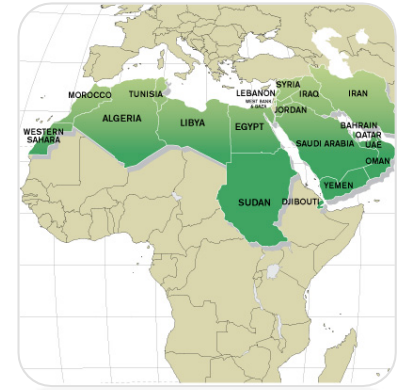 MOROCCO
TUNISIA
ALGERIA
LIBYA
EGYPT
WESTERN
SAHARA
SUDAN
DJIBOUTI
LEBANON
WEST BANK
& GAZA
SYRIA
IRAQ
IRAN
JORDAN
BAHRAIN
QATAR
UAE
SAUDI ARABIA
OMAN
YEMEN